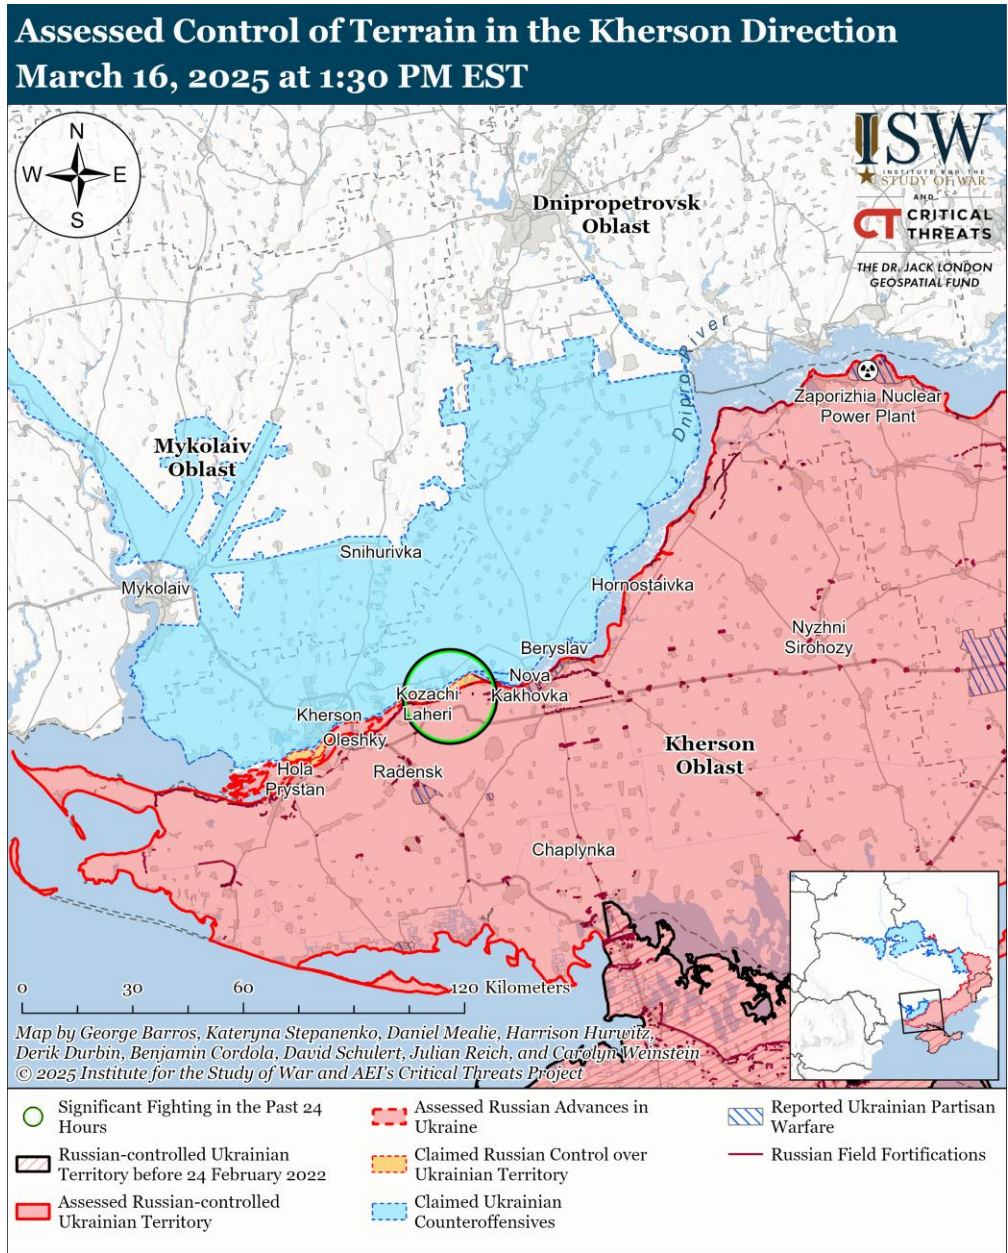 Assessed Control of Terrain in the Kherson Direction
March 16, 2025 at 1:30 PM EST
N
W
E
S
ISW
INSTITUTE FOR THE
STUDY OF WAR
AND
CT CRITICAL
THREATS
THE DR. JACK LONDON
GEOSPATIAL FUND
Dnipropetrovsk
Oblast
Dnipro River
Zaporizhia Nuclear
Power Plant
Mykolaiv
Oblast
Snihurivka
Mykolaiv
Hornostaivka
Nyzhni
Sirohozy
Beryslav
Nova
Kakhovka
Kozachi
Laheri
Kherson
Oleshky
Kherson
Oblast
Hola
Prystan
Radensk
Chaplynka
0 30 60 120 Kilometers
Map by George Barros, Kateryna Stepanenko, Daniel Mealie, Harrison Hurwitz,
Derik Durbin, Benjamin Cordola, David Schulert, Julian Reich, and Carolyn Weinstein
© 2025 Institute for the Study of War and AEI's Critical Threats Project
Significant Fighting in the Past 24
Hours
Russian-controlled Ukrainian
Territory before 24 February 2022
Assessed Russian-controlled
Ukrainian Territory
Assessed Russian Advances in
Ukraine
Claimed Russian Control over
Ukrainian Territory
Claimed Ukrainian
Counteroffensives
Reported Ukrainian Partisan
Warfare
Russian Field Fortifications